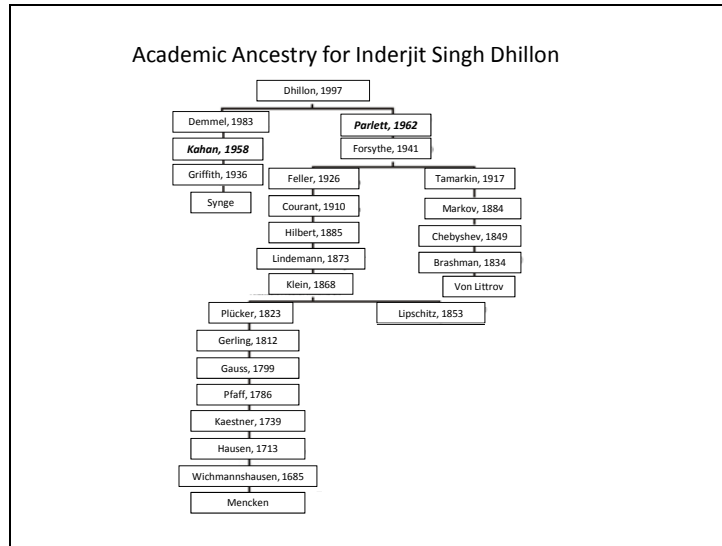 Academic Ancestry for Inderjit Singh Dhillon
Dhillon, 1997
Demmel, 1983
Parlett, 1962
Kahan, 1958
Forsythe, 1941
Griffith, 1936
Feller, 1926
Tamarkin, 1917
Synge
Courant, 1910
Markov, 1884
Hilbert, 1885
Chebyshev, 1849
Lindemann, 1873
Brashman, 1834
Klein, 1868
Von Littrov
Plücker, 1823
Lipschitz, 1853
Gerling, 1812
Gauss, 1799
Pfaff, 1786
Kaestner, 1739
Hausen, 1713
Wichmannshausen, 1685
Mencken